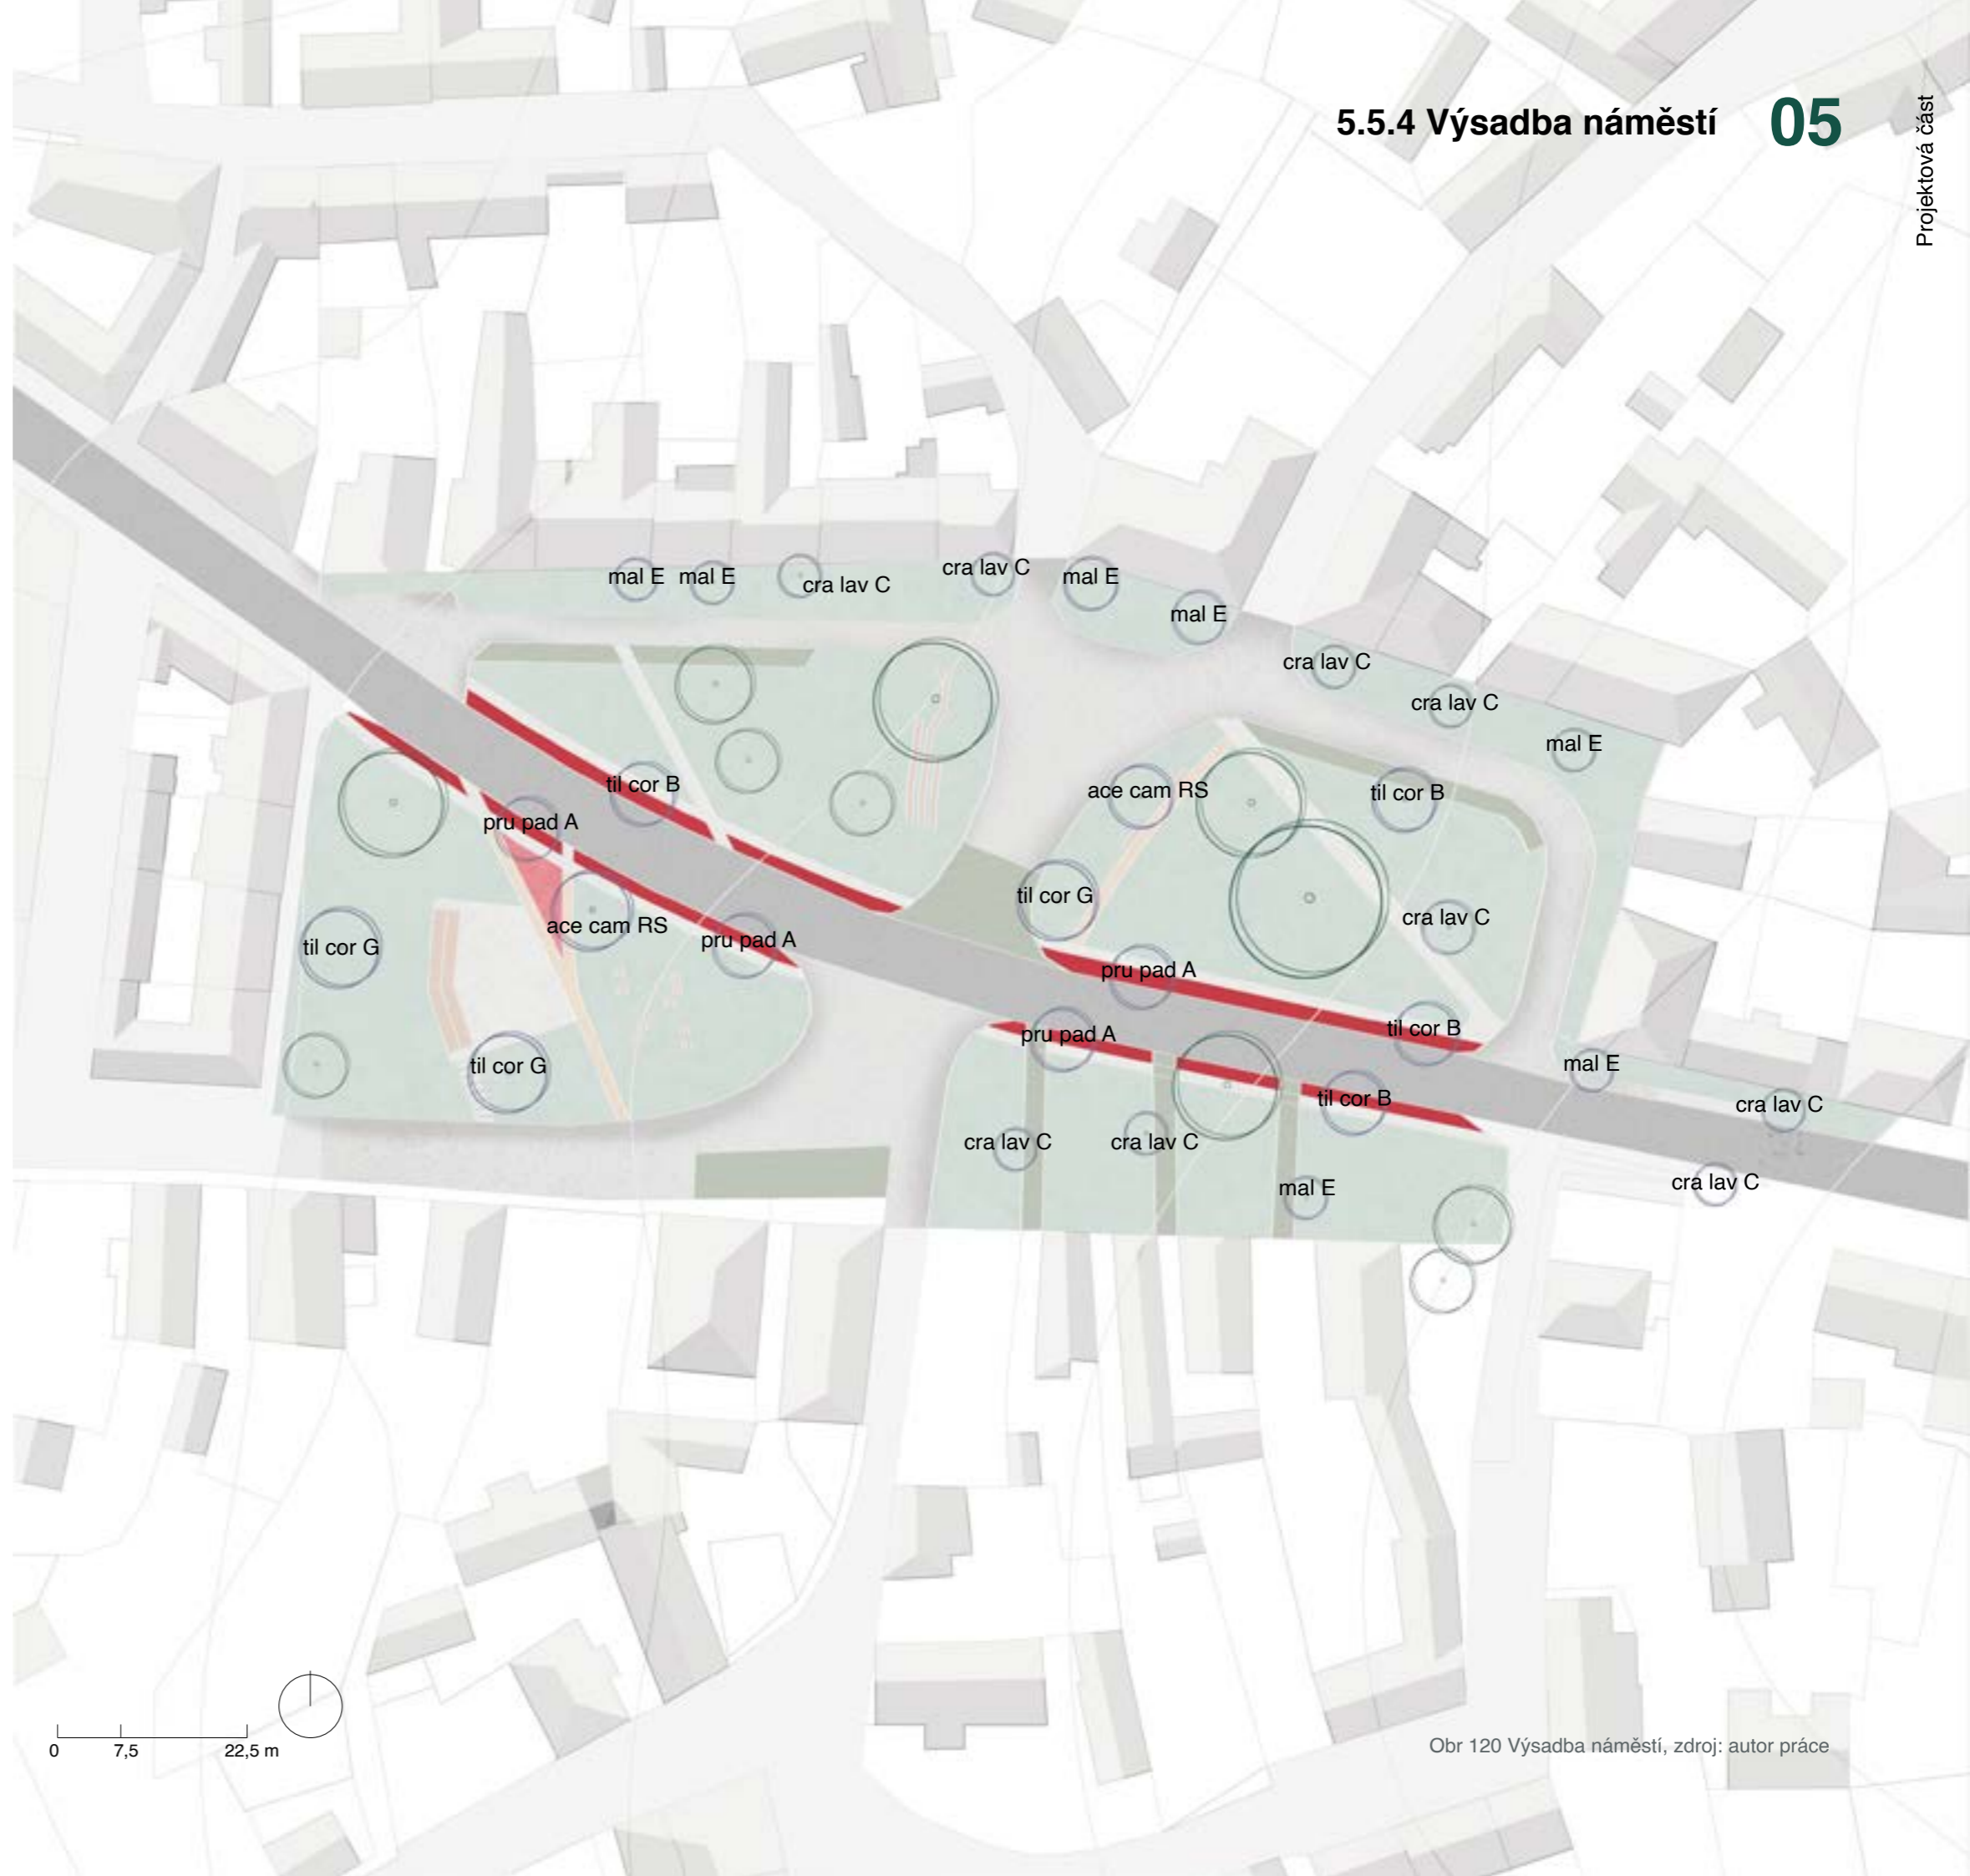 5.5.4 Výsadba náměstí 05
Projektová část
mal E mal E cra lav C cra lav C mal E
mal E
cra lav C
cra lav C
mal E
til cor B ace cam RS til cor B
pru pad A
til cor G
cra lav C
ace cam RS
pru pad A
til cor G
pru pad A
til cor B
pru pad A
til cor G
mal E
til cor B
cra lav C
cra lav C cra lav C
cra lav C
mal E
0 7,5 22,5 m
Obr 120 Výsadba náměstí, zdroj: autor práce